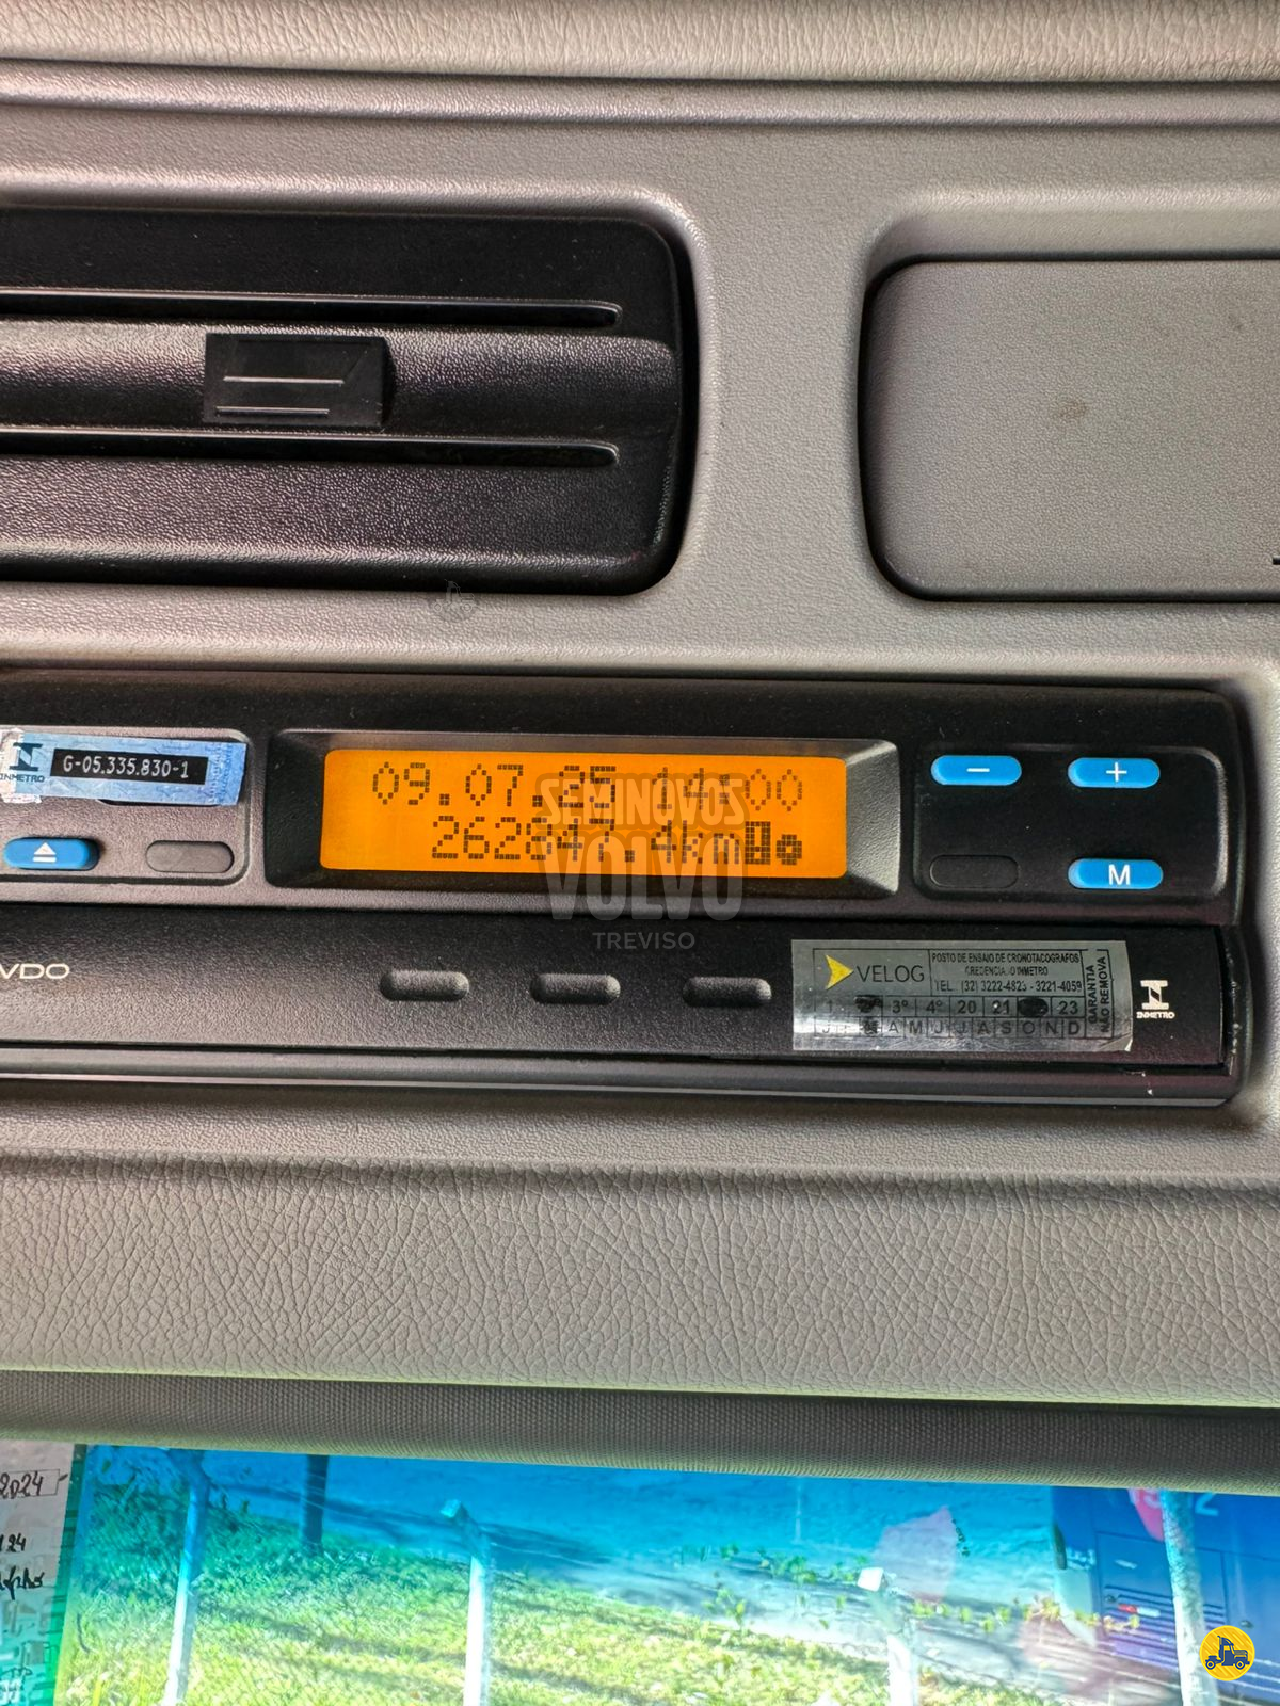 INMETRO
G-05.335.830-1
09.07.25 14:00
262847.4km
SEMINOVOS
VOLVO
TREVISO
- +
M
VDO
VELOG
POSTO DE ENSAIO DE CRONOTACÓGRAFOS
CREDENCIADO INMETRO
TEL. (32) 3222-4823 - 3221-4059
3º 4º 20 21 23
J A M J J A S O N D
GARANTIA
NÃO REMOVA
INMETRO
2024